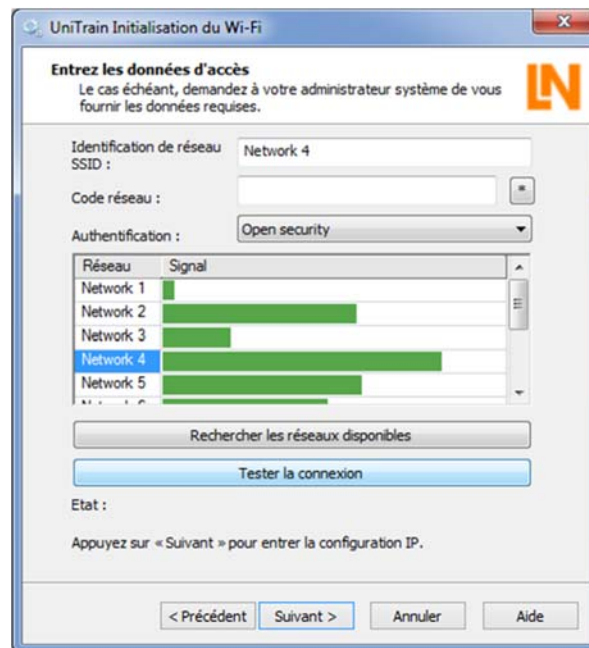 UniTrain Initialisation du Wi-Fi
Entrez les données d'accès
Le cas échéant, demandez à votre administrateur système de vous
fournir les données requises.
LN
Identification de réseau
SSID :
Network 4
Code réseau :
*
Authentification :
Open security
Réseau Signal
Network 1
Network 2
Network 3
Network 4
Network 5
Rechercher les réseaux disponibles
Tester la connexion
Etat :
Appuyez sur « Suivant » pour entrer la configuration IP.
< Précédent Suivant > Annuler Aide